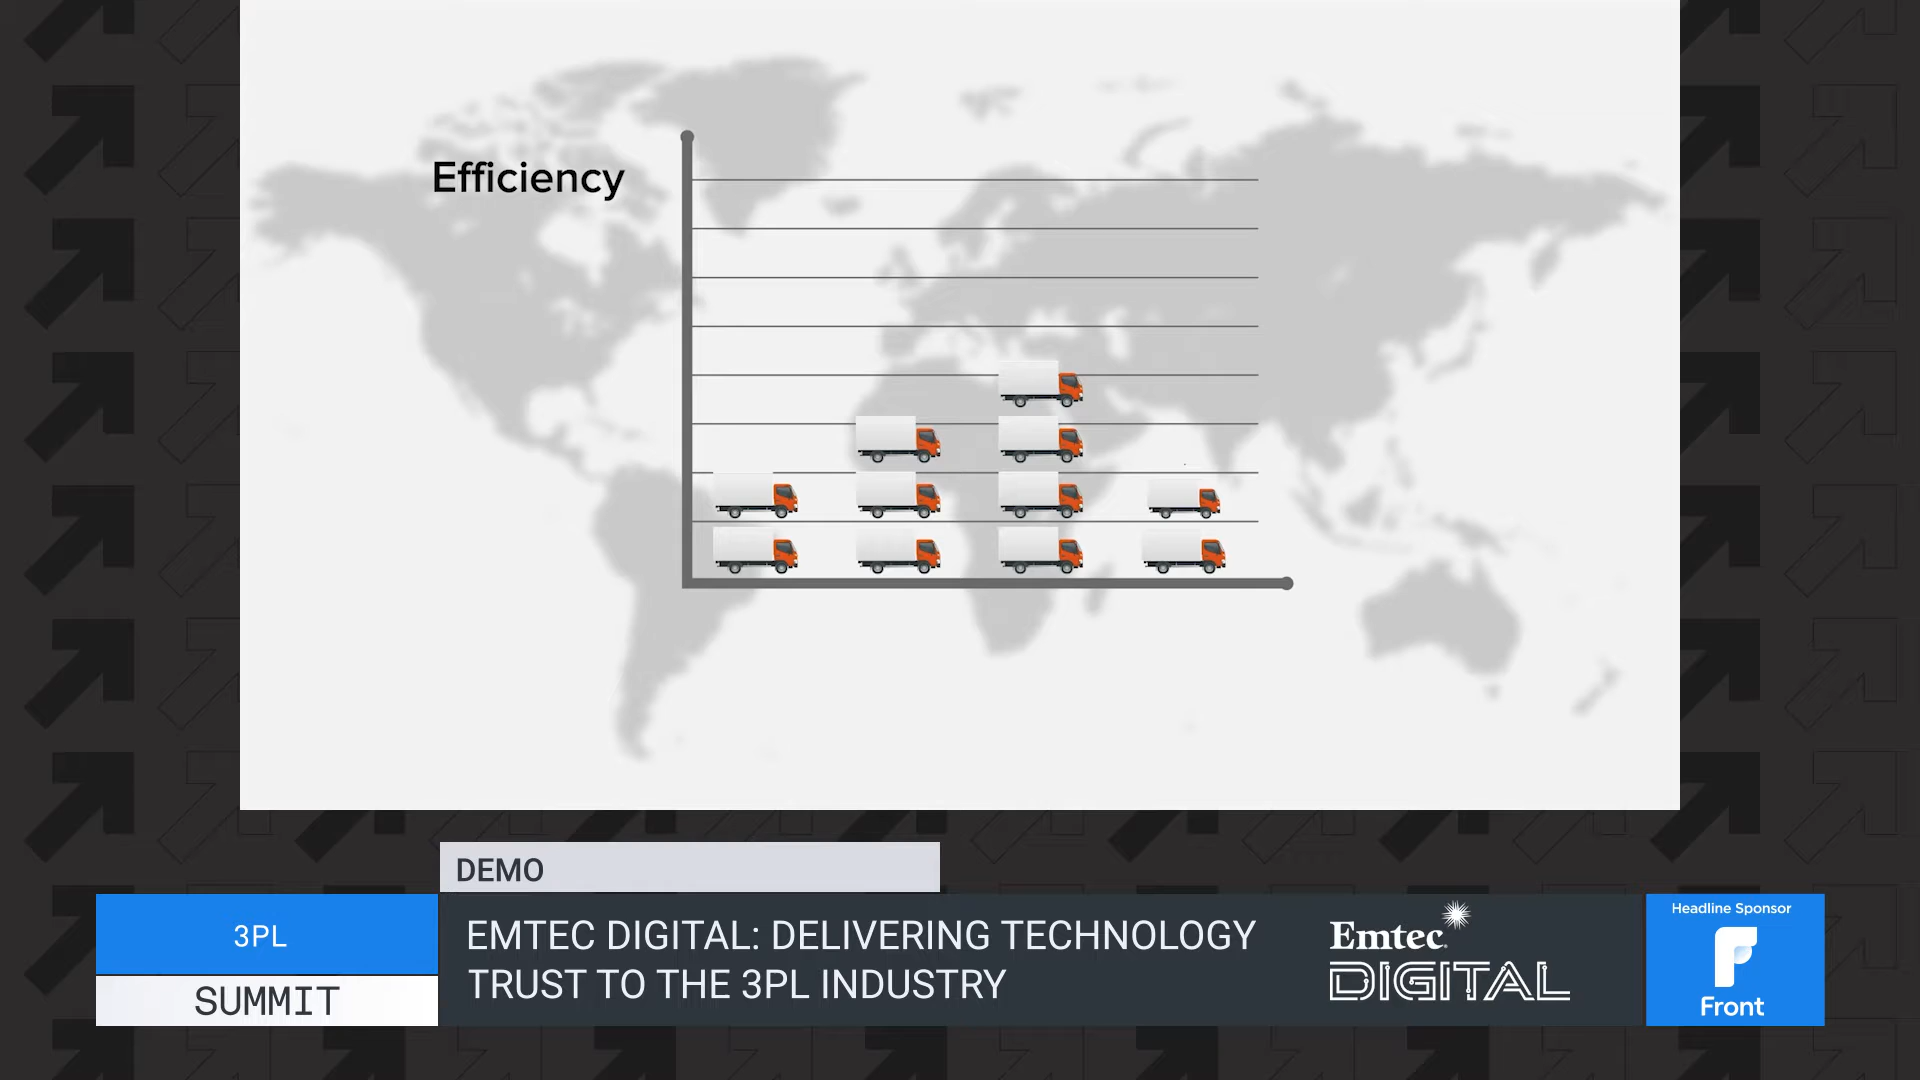 Efficiency
DEMO
3PL
SUMMIT
EMTEC DIGITAL: DELIVERING TECHNOLOGY
TRUST TO THE 3PL INDUSTRY
Emtec
DIGITAL
Headline Sponsor
Front